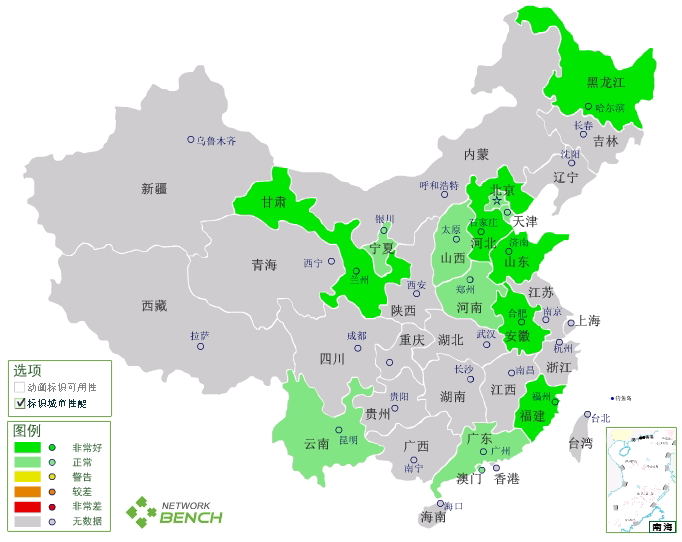 黑龙江
哈尔滨
长春
吉林
乌鲁木齐
沈阳
内蒙
辽宁
新疆
呼和浩特
北京
甘肃
天津
银川
石家庄
太原
宁夏
河北
济南
青海
西宁
山西
山东
兰州
郑州
西安
江苏
西藏
陕西
河南
合肥
南京
上海
拉萨
成都
重庆
湖北
武汉
安徽
杭州
四川
浙江
长沙
南昌
江西
贵阳
湖南
福州
钓鱼岛
贵州
福建
台北
云南
昆明
广西
广东
广州
台湾
南宁
澳门
香港
海口
海南
选项
动画标识可用性
标识城市性能
图例
非常好
正常
警告
较差
非常差
无数据
NETWORK
BENCH
南海